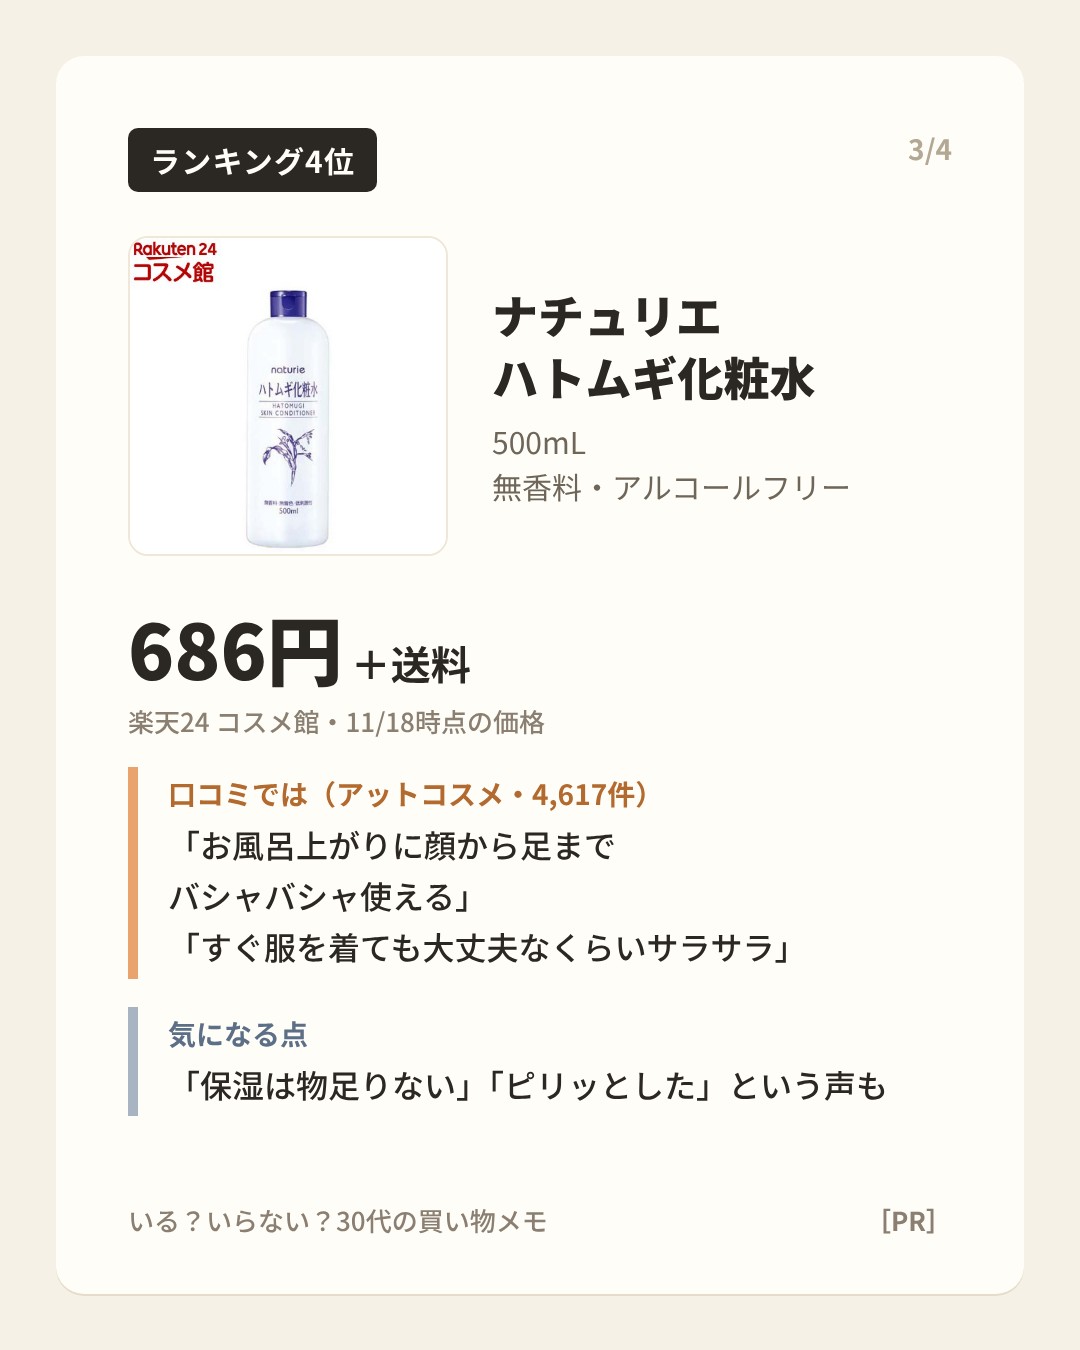 ランキング4位
3/4
Rakuten 24
コスメ館
naturie
ハトムギ化粧水
HATOMUGI
SKIN CONDITIONER
500ml
ナチュリエ
ハトムギ化粧水
500mL
無香料・アルコールフリー
686円+送料
楽天24 コスメ館・11/18時点の価格
口コミでは（アットコスメ・4,617件）
「お風呂上がりに顔から足まで
バシャバシャ使える」
「すぐ服を着ても大丈夫なくらいサラサラ」
気になる点
「保湿は物足りない」「ピリッとした」という声も
いる？いらない？30代の買い物メモ
[PR]